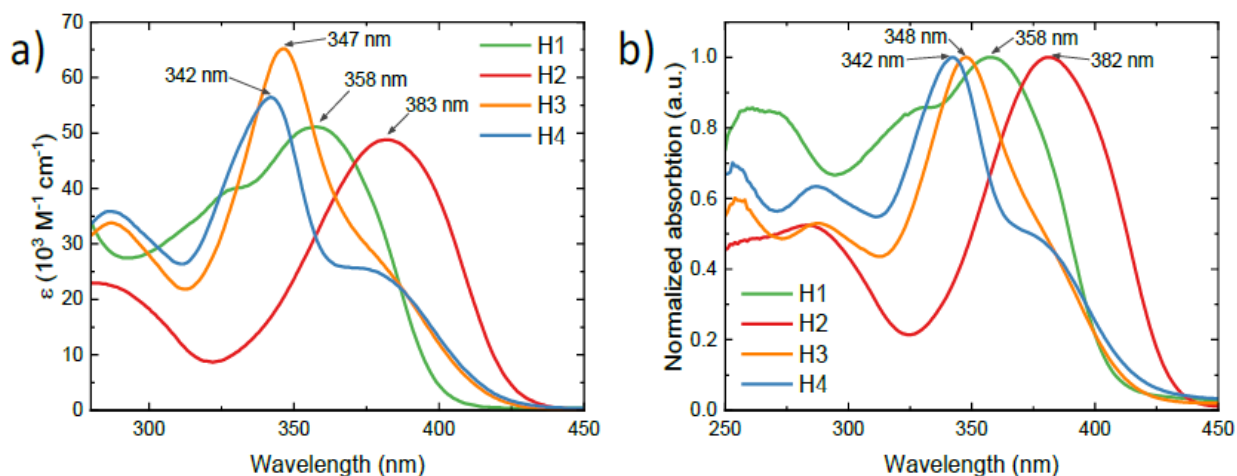 a)
ε (10³ M⁻¹ cm⁻¹)
70
60
50
40
30
20
10
0
347 nm
342 nm
358 nm
383 nm
H1
H2
H3
H4
300
350
400
450
Wavelength (nm)
b)
Normalized absorbtion (a.u.)
1.0
0.8
0.6
0.4
0.2
0.0
348 nm
358 nm
342 nm
382 nm
H1
H2
H3
H4
250
300
350
400
450
Wavelength (nm)